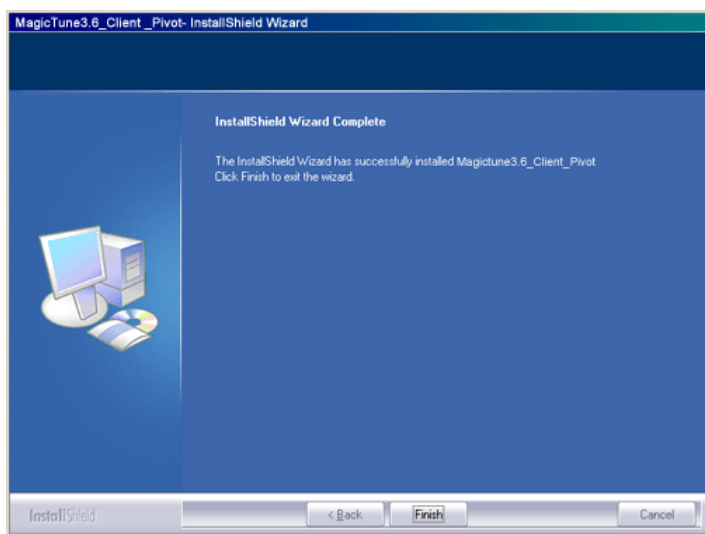 MagicTune3.6_Client _Pivot- InstallShield Wizard
InstallShield Wizard Complete
The InstallShield Wizard has successfully installed Magictune3.6_Client_Pivot
Click Finish to exit the wizard.
InstallShield
< Back
Finish
Cancel